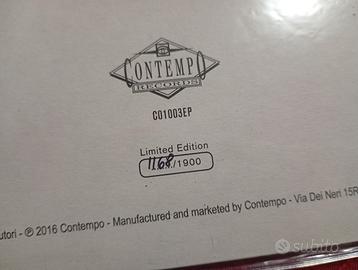 CONTEMPO
RECORDS
CO1003EP
Limited Edition
1168/1900
utori - ℗ 2016 Contempo - Manufactured and marketed by Contempo - Via Dei Neri 15R
subito